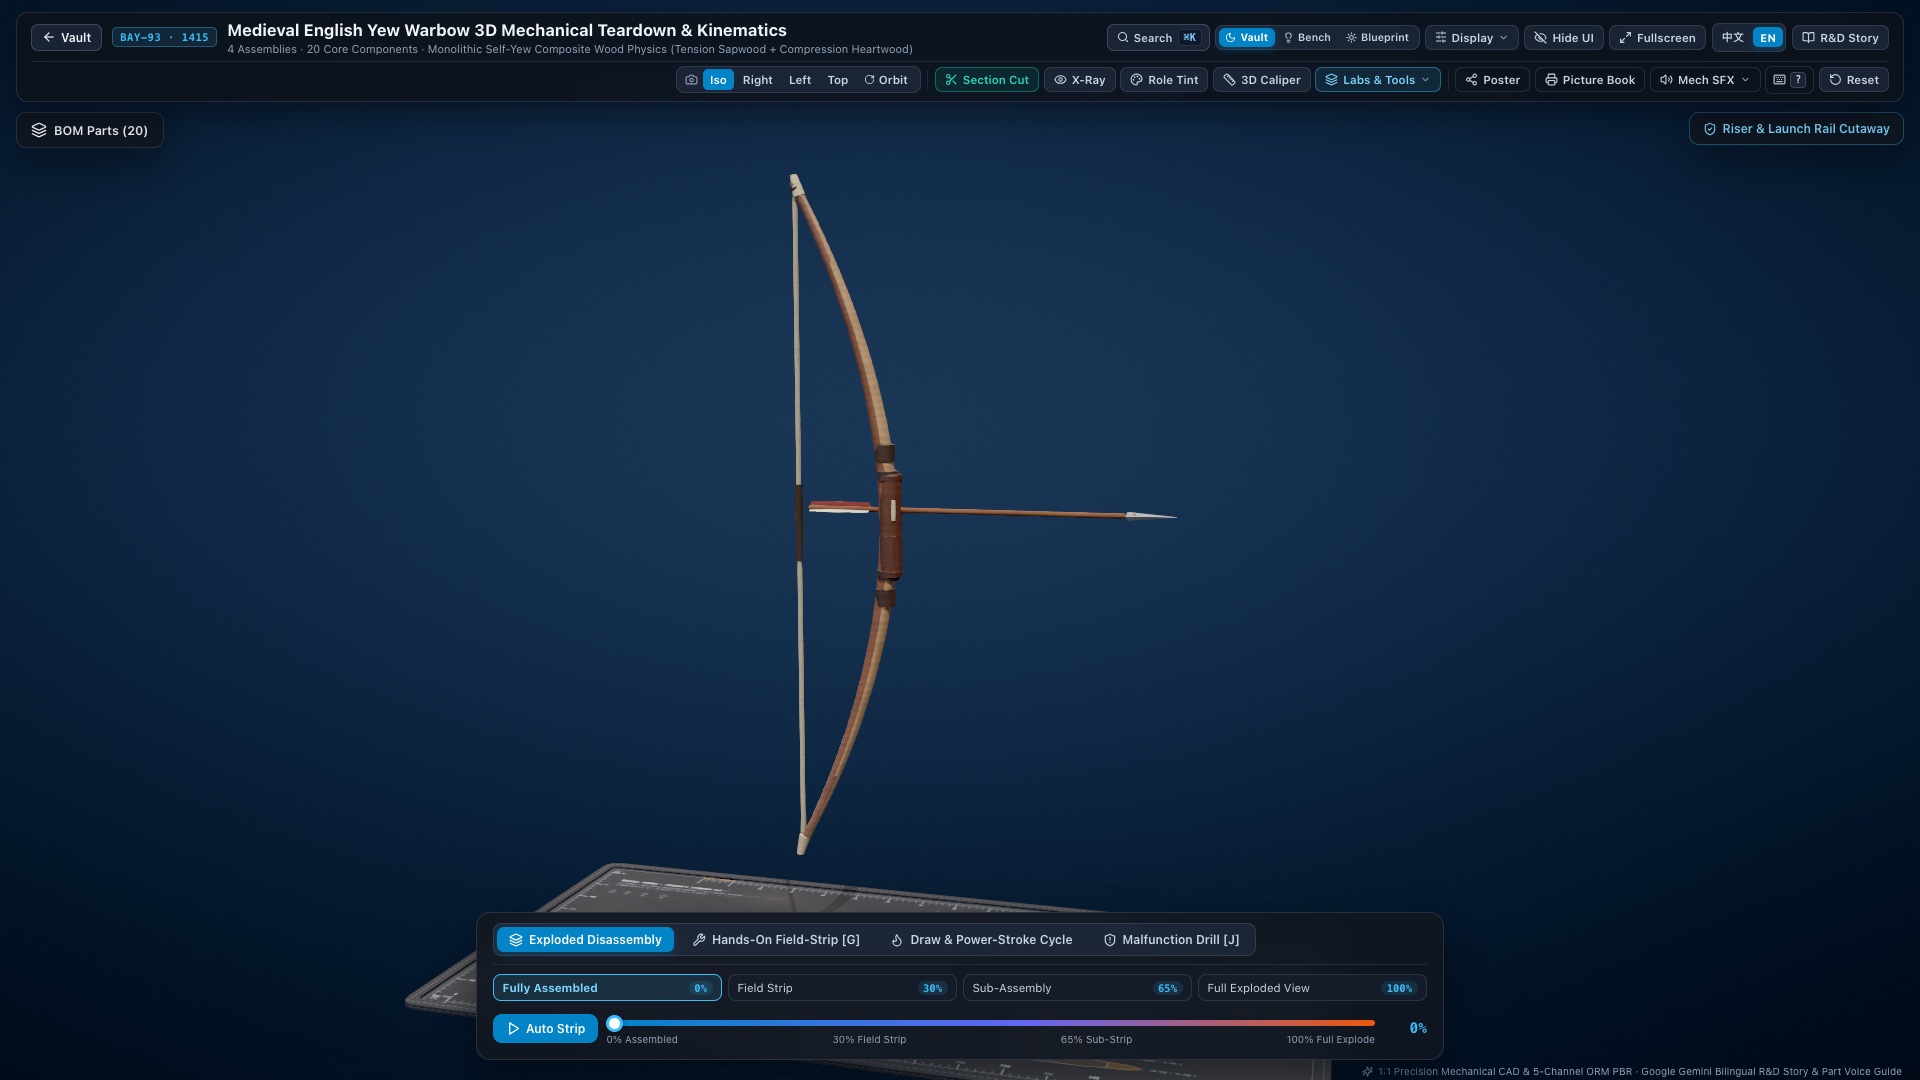 Vault
BAY-93 · 1415
Medieval English Yew Warbow 3D Mechanical Teardown & Kinematics
4 Assemblies · 20 Core Components · Monolithic Self-Yew Composite Wood Physics (Tension Sapwood + Compression Heartwood)
Search ⌘K
Vault Bench Blueprint
Display
Hide UI
Fullscreen
中文 EN
R&D Story
Iso Right Left Top Orbit
Section Cut
X-Ray
Role Tint
3D Caliper
Labs & Tools
Poster
Picture Book
Mech SFX
?
Reset
BOM Parts (20)
Riser & Launch Rail Cutaway
Exploded Disassembly
Hands-On Field-Strip [G]
Draw & Power-Stroke Cycle
Malfunction Drill [J]
Fully Assembled 0%
Field Strip 30%
Sub-Assembly 65%
Full Exploded View 100%
Auto Strip
0%
0% Assembled
30% Field Strip
65% Sub-Strip
100% Full Explode
1:1 Precision Mechanical CAD & 5-Channel ORM PBR · Google Gemini Bilingual R&D Story & Part Voice Guide